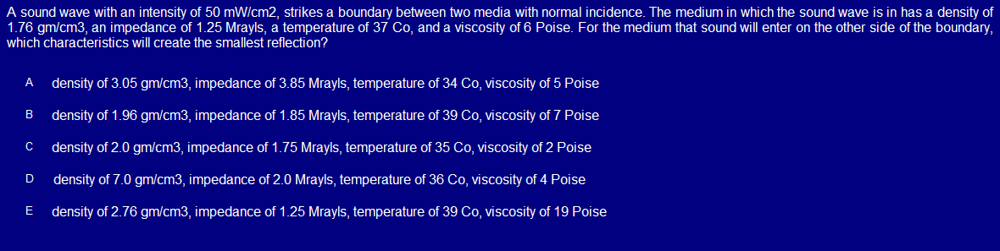 A sound wave with an intensity of 50 mW/cm2, strikes a boundary between two media with normal incidence. The medium in which the sound wave is in has a density of
1.76 gm/cm3, an impedance of 1.25 Mrayls, a temperature of 37 Co, and a viscosity of 6 Poise. For the medium that sound will enter on the other side of the boundary,
which characteristics will create the smallest reflection?
A density of 3.05 gm/cm3, impedance of 3.85 Mrayls, temperature of 34 Co, viscosity of 5 Poise
B density of 1.96 gm/cm3, impedance of 1.85 Mrayls, temperature of 39 Co, viscosity of 7 Poise
C density of 2.0 gm/cm3, impedance of 1.75 Mrayls, temperature of 35 Co, viscosity of 2 Poise
D density of 7.0 gm/cm3, impedance of 2.0 Mrayls, temperature of 36 Co, viscosity of 4 Poise
E density of 2.76 gm/cm3, impedance of 1.25 Mrayls, temperature of 39 Co, viscosity of 19 Poise